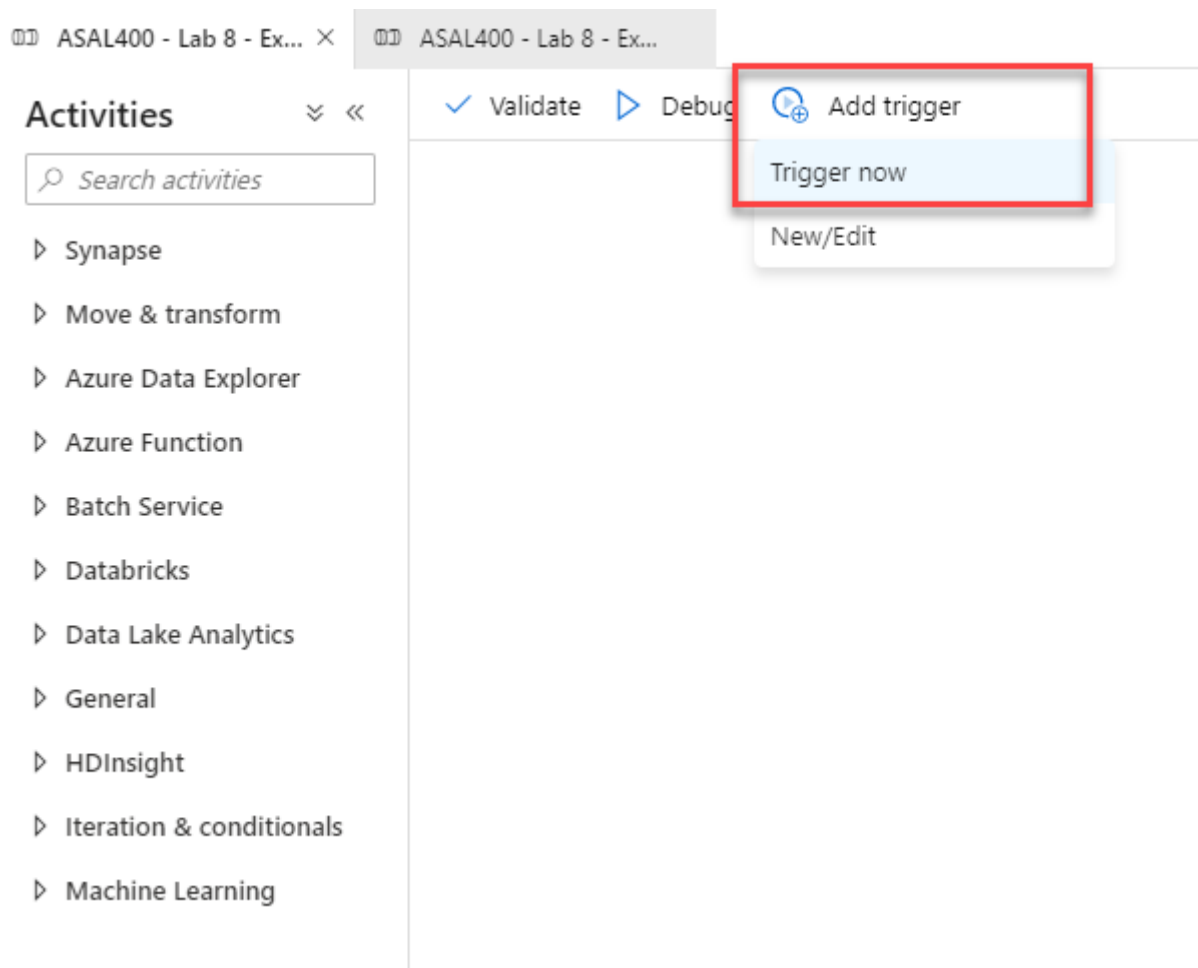 ASAL400 - Lab 8 - Ex...
ASAL400 - Lab 8 - Ex...
Activities
Validate
Debug
Add trigger
Search activities
Trigger now
New/Edit
Synapse
Move & transform
Azure Data Explorer
Azure Function
Batch Service
Databricks
Data Lake Analytics
General
HDInsight
Iteration & conditionals
Machine Learning